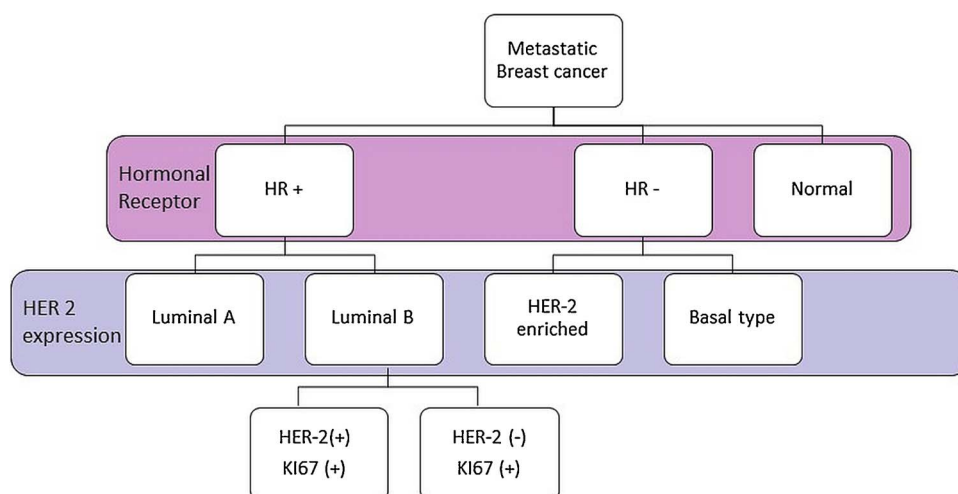 Metastatic
Breast cancer
Hormonal
Receptor
HR +
HR -
Normal
HER 2
expression
Luminal A
Luminal B
HER-2
enriched
Basal type
HER-2(+)
KI67 (+)
HER-2 (-)
KI67 (+)